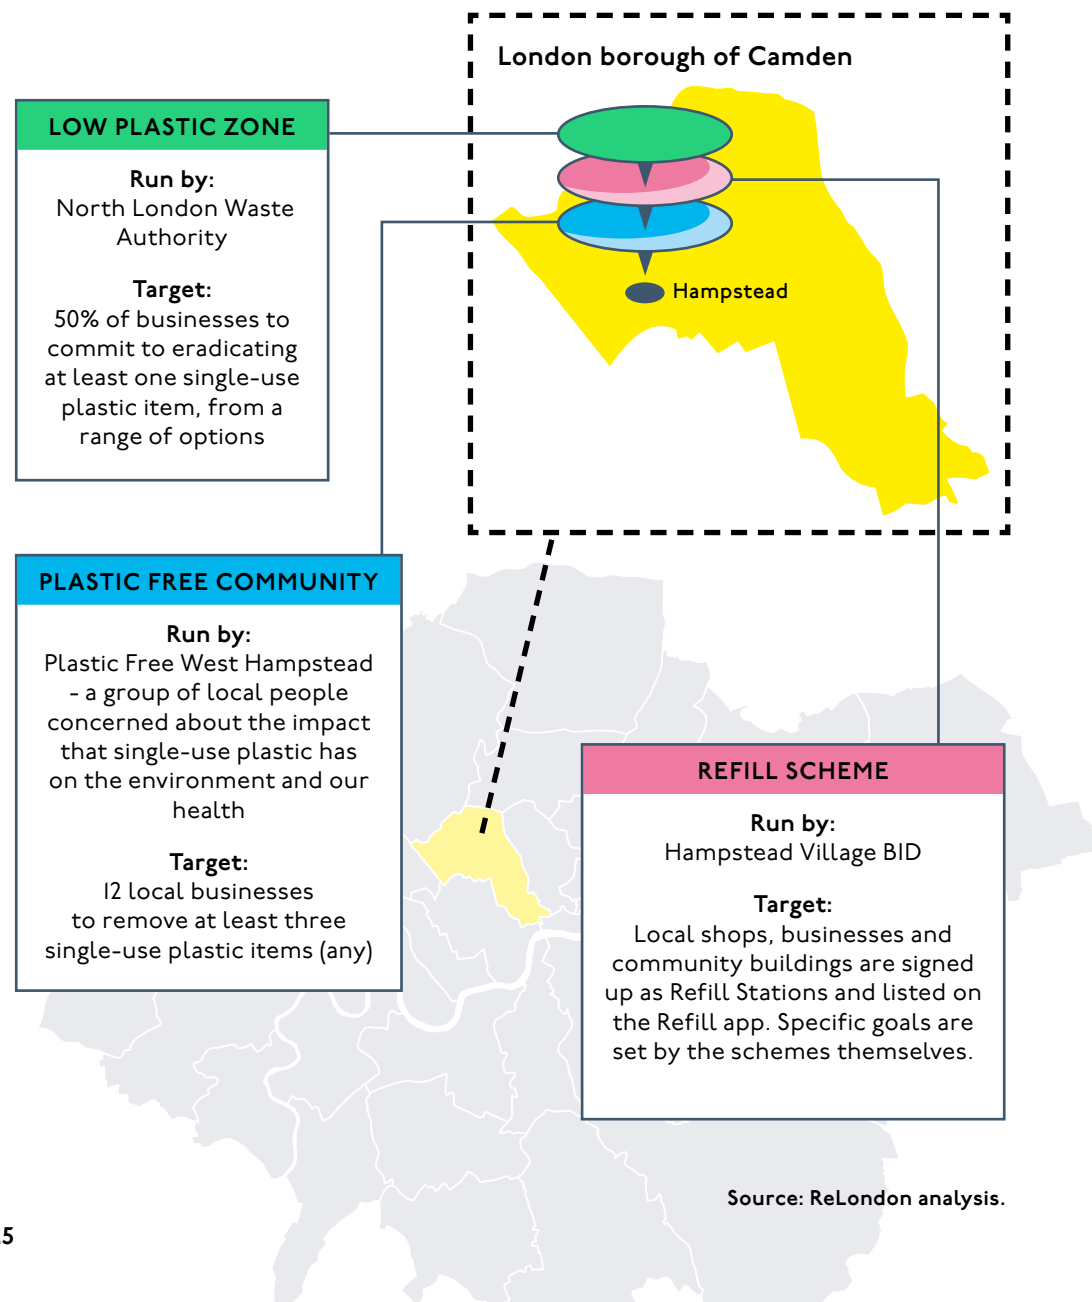 London borough of Camden
LOW PLASTIC ZONE
Run by:
North London Waste
Authority
Target:
50% of businesses to
commit to eradicating
at least one single-use
plastic item, from a
range of options
Hampstead
PLASTIC FREE COMMUNITY
Run by:
Plastic Free West Hampstead
- a group of local people
concerned about the impact
that single-use plastic has
on the environment and our
health
Target:
12 local businesses
to remove at least three
single-use plastic items (any)
REFILL SCHEME
Run by:
Hampstead Village BID
Target:
Local shops, businesses and
community buildings are signed
up as Refill Stations and listed on
the Refill app. Specific goals are
set by the schemes themselves.
Source: ReLondon analysis.